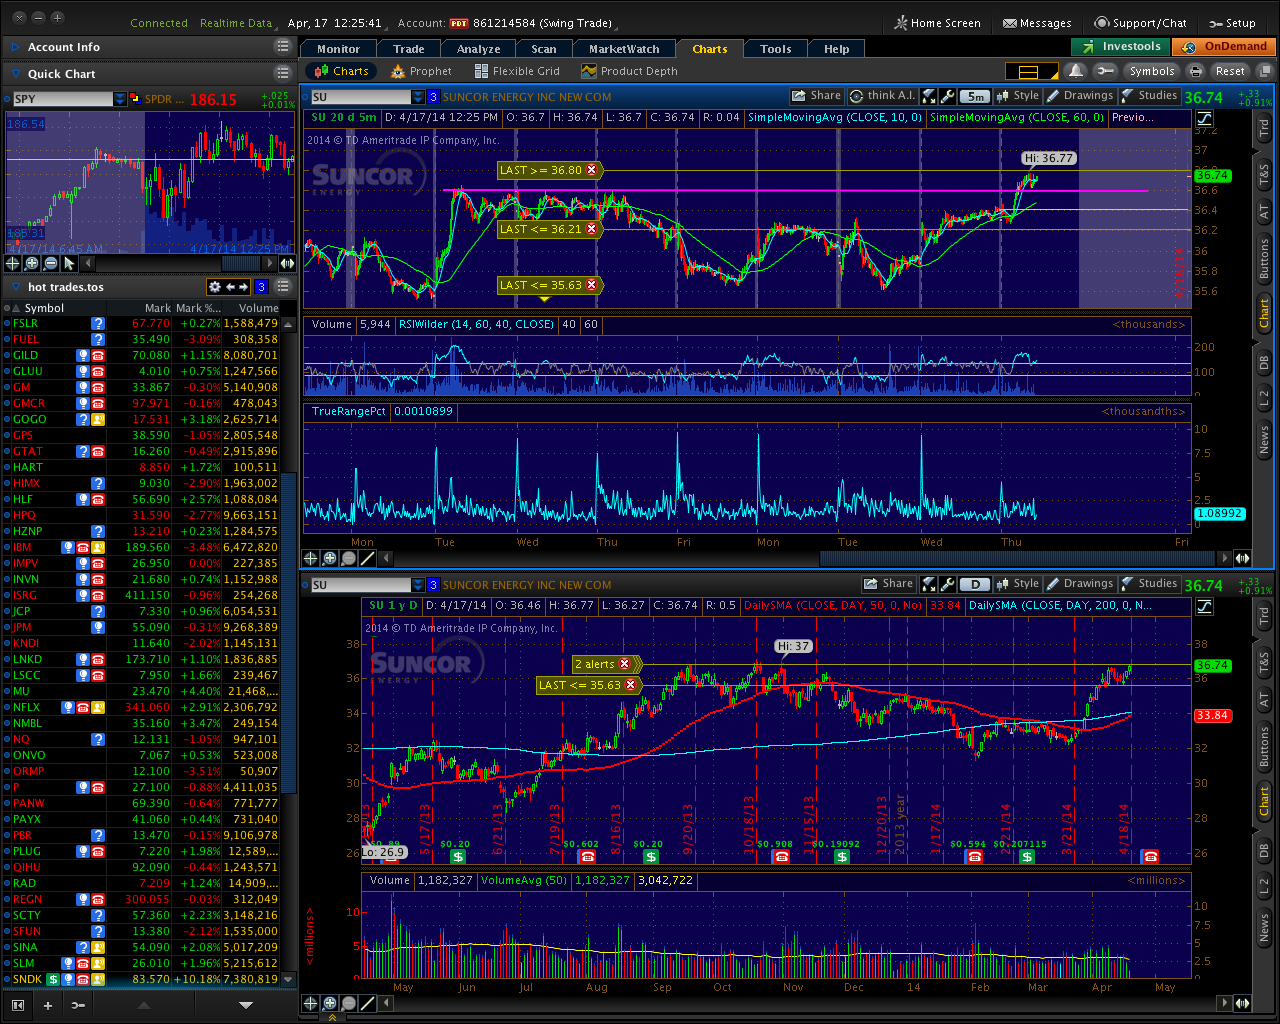 Connected Realtime Data Apr, 17 12:25:41 Account: PDT 861214584 (Swing Trade) Home Screen Messages Support/Chat Setup
Account Info
Quick Chart
SPY SPDR ... 186.15 +.025 +0.01%
186.54
185.31
4/17/14 6:45 AM 4/17/14 12:25 PM
hot trades.tos 3
Symbol Mark Mark %... Volume
FSLR 67.770 +0.27% 1,588,479
FUEL 35.490 -3.09% 308,358
GILD 70.080 +1.15% 8,080,701
GLUU 4.010 +0.75% 1,247,566
GM 33.867 -0.30% 5,140,908
GMCR 97.971 -0.16% 478,043
GOGO 17.531 +3.18% 2,625,714
GPS 38.590 -1.05% 2,805,548
GTAT 16.260 -0.49% 2,915,896
HART 8.850 +1.72% 100,511
HIMX 9.030 -2.90% 1,963,002
HLF 56.690 +2.57% 1,088,084
HPQ 31.590 -2.77% 9,663,151
HZNP 13.210 +0.23% 1,284,575
IBM 189.560 -3.48% 6,472,820
IMPV 26.950 0.00% 227,385
INVN 21.680 +0.74% 1,152,988
ISRG 411.150 -0.96% 254,268
JCP 7.330 +0.96% 6,054,531
JPM 55.090 -0.31% 9,268,389
KNDI 11.640 -2.02% 1,145,131
LNKD 173.710 +1.10% 1,836,885
LSCC 7.950 +1.66% 239,467
MU 23.470 +4.40% 21,468,...
NFLX 341.060 +2.91% 2,306,792
NMBL 35.160 +3.47% 249,154
NQ 12.131 -1.05% 947,101
ONVO 7.067 +0.53% 523,008
ORMP 12.100 -3.51% 50,907
P 27.100 -0.88% 4,411,035
PANW 69.390 -0.64% 771,777
PAYX 41.060 +0.44% 731,040
PBR 13.470 -0.15% 9,106,978
PLUG 7.220 +1.98% 12,589,...
QIHU 92.090 -0.44% 1,243,571
RAD 7.209 +1.24% 14,909,...
REGN 300.055 -0.03% 312,049
SCTY 57.360 +2.23% 3,148,216
SFUN 13.380 -2.12% 1,535,000
SINA 54.090 +2.08% 5,017,209
SLM 26.010 +1.96% 5,215,612
SNDK 83.570 +10.18% 7,380,819
Monitor Trade Analyze Scan MarketWatch Charts Tools Help Investools OnDemand
Charts Prophet Flexible Grid Product Depth Symbols Reset
SU 3 SUNCOR ENERGY INC NEW COM Share think A.I. 5m Style Drawings Studies 36.74 +.33 +0.91%
SU 20 d 5m D: 4/17/14 12:25 PM O: 36.7 H: 36.74 L: 36.7 C: 36.74 R: 0.04 SimpleMovingAvg (CLOSE, 10, 0) SimpleMovingAvg (CLOSE, 60, 0) Previo...
2014 © TD Ameritrade IP Company, Inc.
SUNCOR
ENERGY
LAST >= 36.80
LAST <= 36.21
LAST <= 35.63
Hi: 36.77
4/18/14
37.2
37
36.74
36.6
36.4
36.2
36
35.8
35.6
Volume 5,944 RSIWilder (14, 60, 40, CLOSE) 40 60 <thousands>
200
100
0
TrueRangePct 0.0010899 <thousandths>
10
7.5
5
2.5
1.08992
0
Mon Tue Wed Thu Fri Mon Tue Wed Thu Fri
Trd
T&S
AT
Buttons
Chart
DB
L 2
News
SU 3 SUNCOR ENERGY INC NEW COM Share D Style Drawings Studies 36.74 +.33 +0.91%
SU 1 y D D: 4/17/14 O: 36.46 H: 36.77 L: 36.27 C: 36.74 R: 0.5 DailySMA (CLOSE, DAY, 50, 0, No) 33.84 DailySMA (CLOSE, DAY, 200, 0, N...
2014 © TD Ameritrade IP Company, Inc.
SUNCOR
ENERGY
2 alerts
LAST <= 35.63
Hi: 37
Lo: 26.9
38
36
34
32
30
28
26
38
36.74
36
34
33.84
32
30
28
26
5/17/13 6/21/13 7/19/13 8/16/13 9/20/13 10/18/13 11/15/13 12/20/13 2013 year 1/17/14 2/21/14 3/22/14 4/18/14
$0.20 $0.602 $0.20 $0.908 $0.19092 $0.594 $0.207115
Volume 1,182,327 VolumeAvg (50) 1,182,327 3,042,722 <millions>
<millions>
10
5
0
10
7.5
5
2.5
0
May Jun Jul Aug Sep Oct Nov Dec 14 Feb Mar Apr May
Trd
T&S
AT
Buttons
Chart
DB
L 2
News